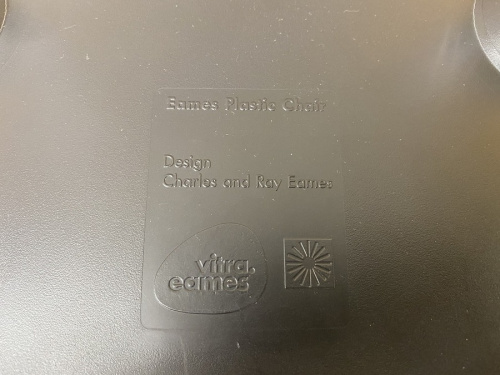 Eames Plastic Chair
Design
Charles and Ray Eames
vitra.
eames